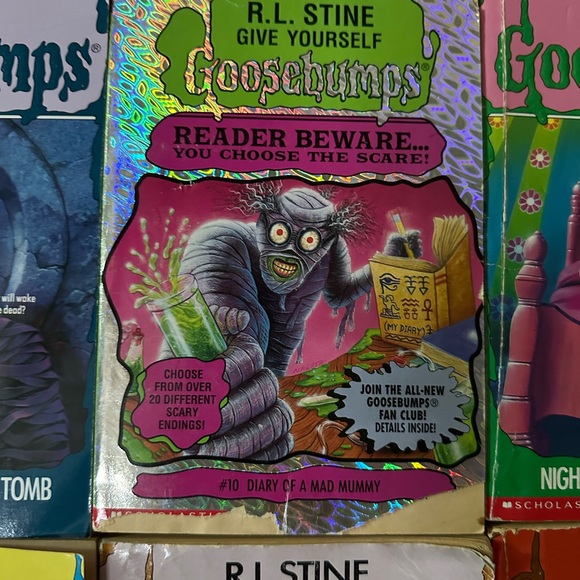 R.L. STINE
GIVE YOURSELF
Goosebumps®
READER BEWARE...
YOU CHOOSE THE SCARE!
(MY DIARY)
CHOOSE
FROM OVER
20 DIFFERENT
SCARY
ENDINGS!
JOIN THE ALL-NEW
GOOSEBUMPS®
FAN CLUB!
DETAILS INSIDE!
#10 DIARY OF A MAD MUMMY
SCHOLASTIC
mps®
will wake
dead?
TOMB
Goo
NIGH
SCHOLAS
R.L. STINE